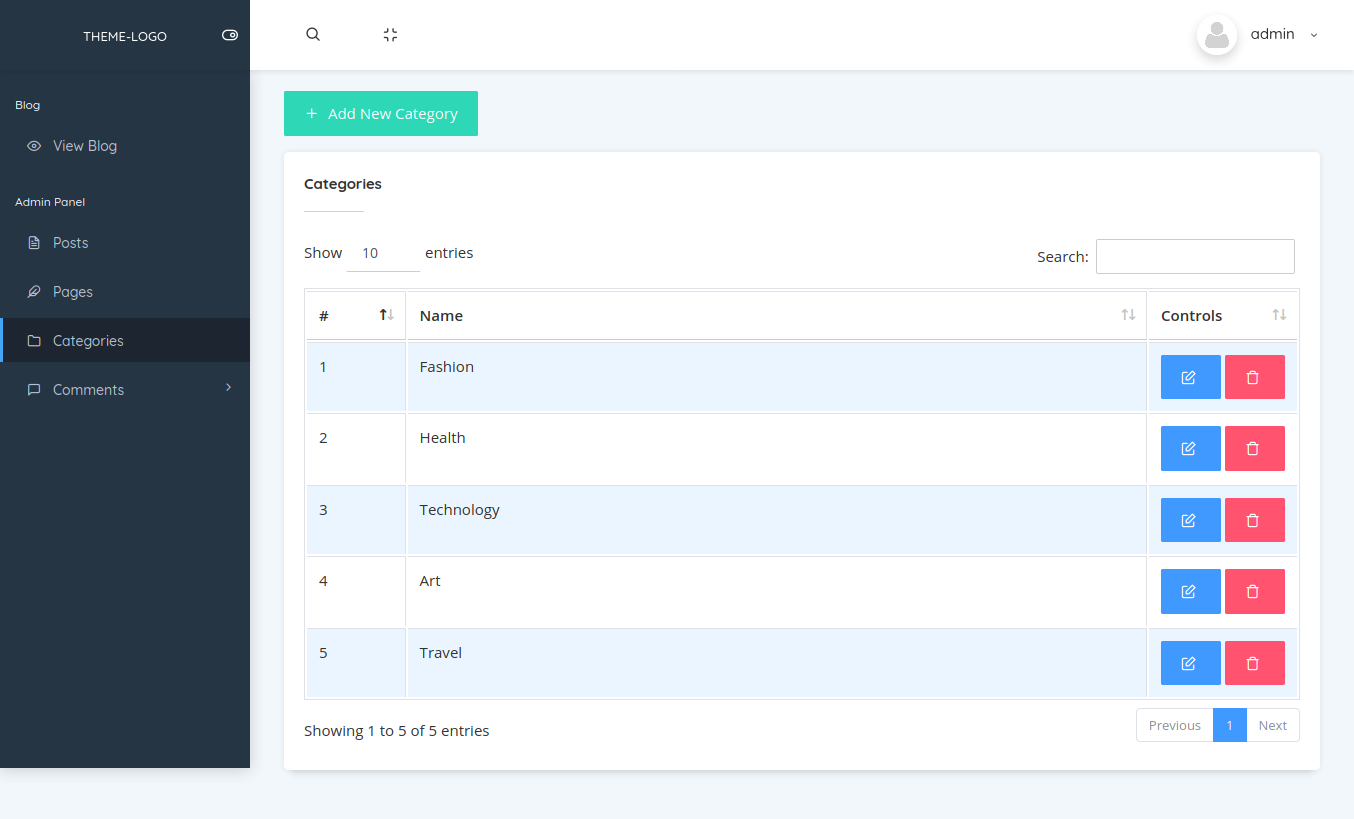 THEME-LOGO
admin
Blog
View Blog
Admin Panel
Posts
Pages
Categories
Comments
+ Add New Category
Categories
Show 10 entries
Search:
# Name Controls
1 Fashion
2 Health
3 Technology
4 Art
5 Travel
Showing 1 to 5 of 5 entries
Previous 1 Next